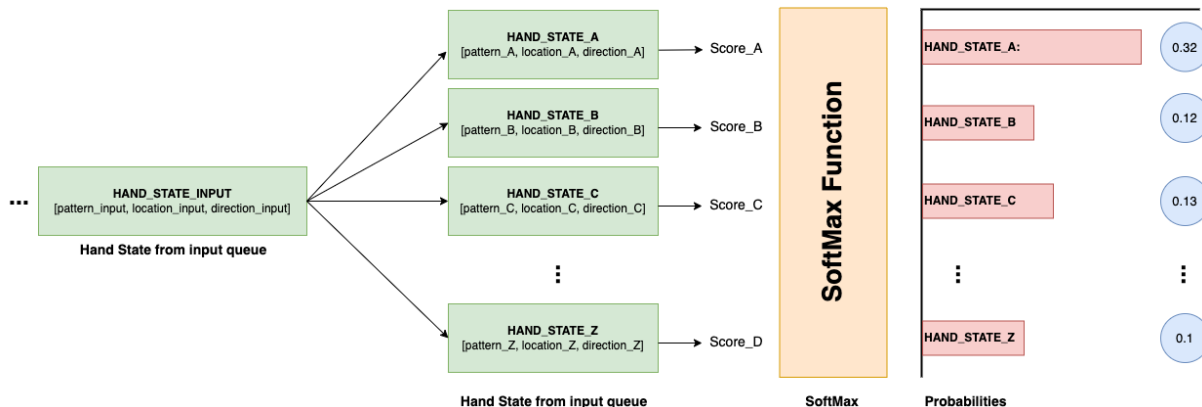 HAND_STATE_A
[pattern_A, location_A, direction_A]
Score_A
HAND_STATE_A:
0.32
HAND_STATE_B
[pattern_B, location_B, direction_B]
Score_B
HAND_STATE_B
0.12
...
HAND_STATE_INPUT
[pattern_input, location_input, direction_input]
Hand State from input queue
HAND_STATE_C
[pattern_C, location_C, direction_C]
Score_C
HAND_STATE_C
0.13
HAND_STATE_Z
[pattern_Z, location_Z, direction_Z]
Score_D
HAND_STATE_Z
0.1
SoftMax Function
Hand State from input queue
SoftMax
Probabilities